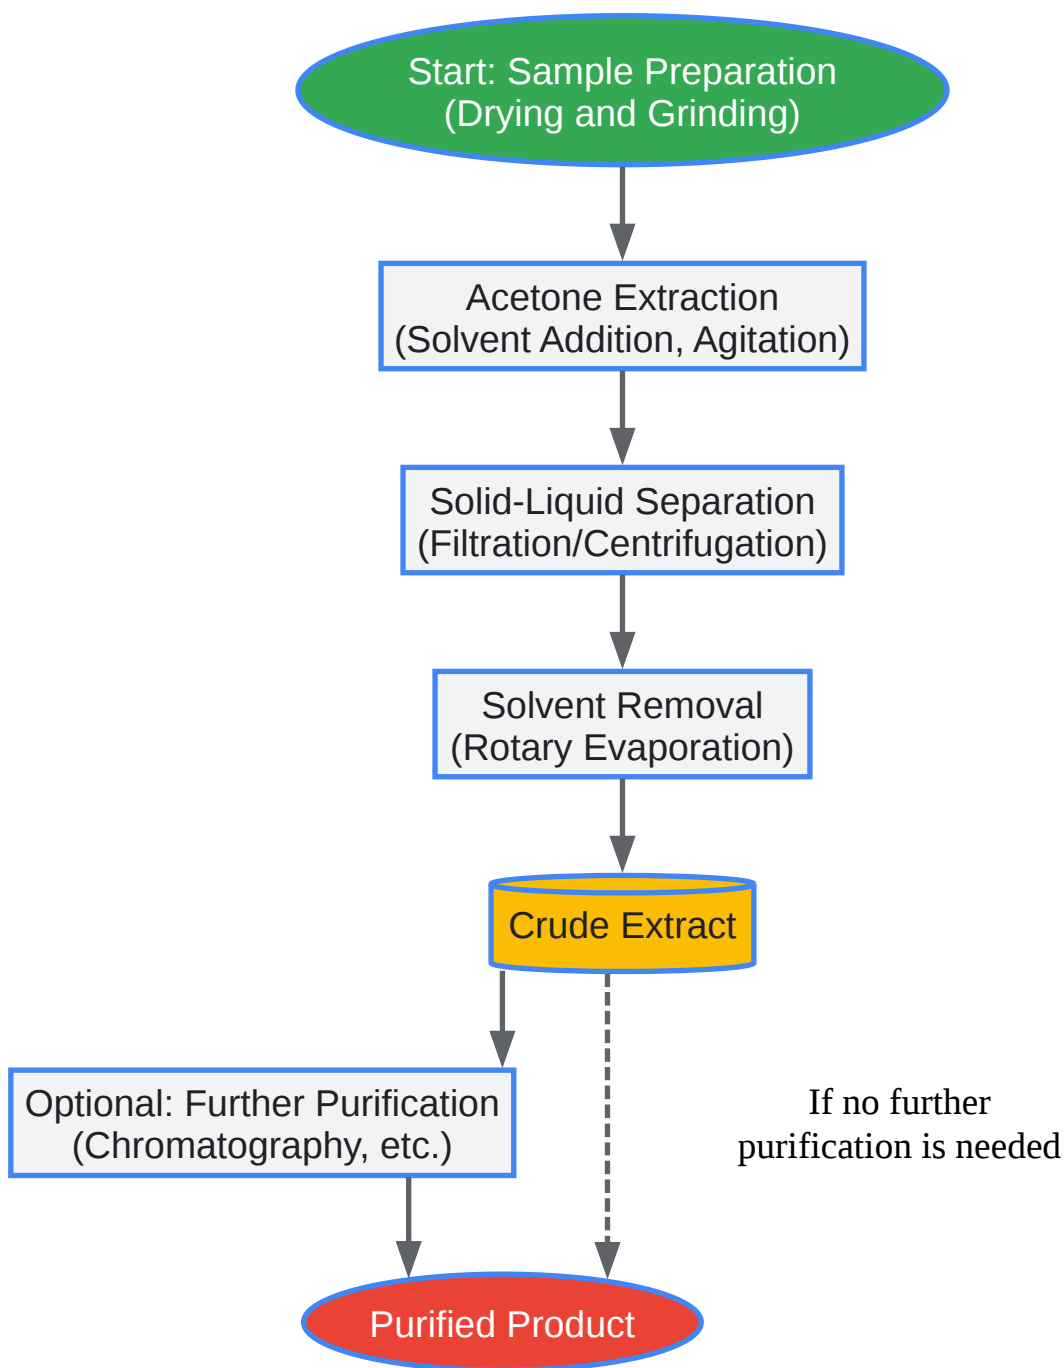 Start: Sample Preparation
(Drying and Grinding)
Acetone Extraction
(Solvent Addition, Agitation)
Solid-Liquid Separation
(Filtration/Centrifugation)
Solvent Removal
(Rotary Evaporation)
Crude Extract
Optional: Further Purification
(Chromatography, etc.)
If no further
purification is needed
Purified Product